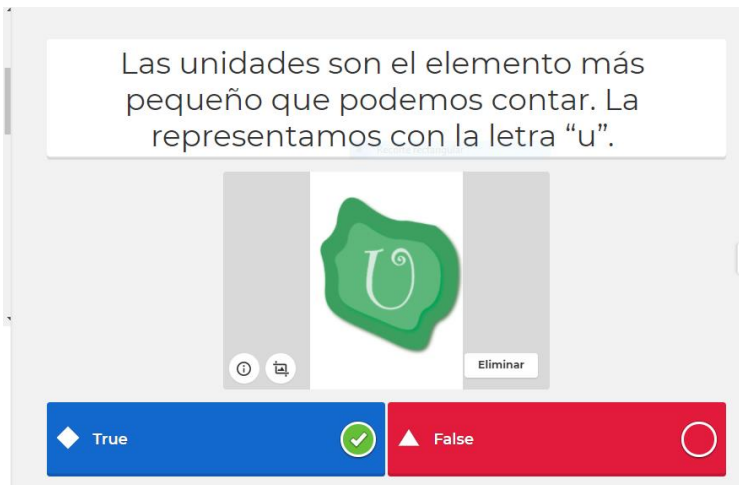 Las unidades son el elemento más
pequeño que podemos contar. La
representamos con la letra “u”.
U
Eliminar
True
False